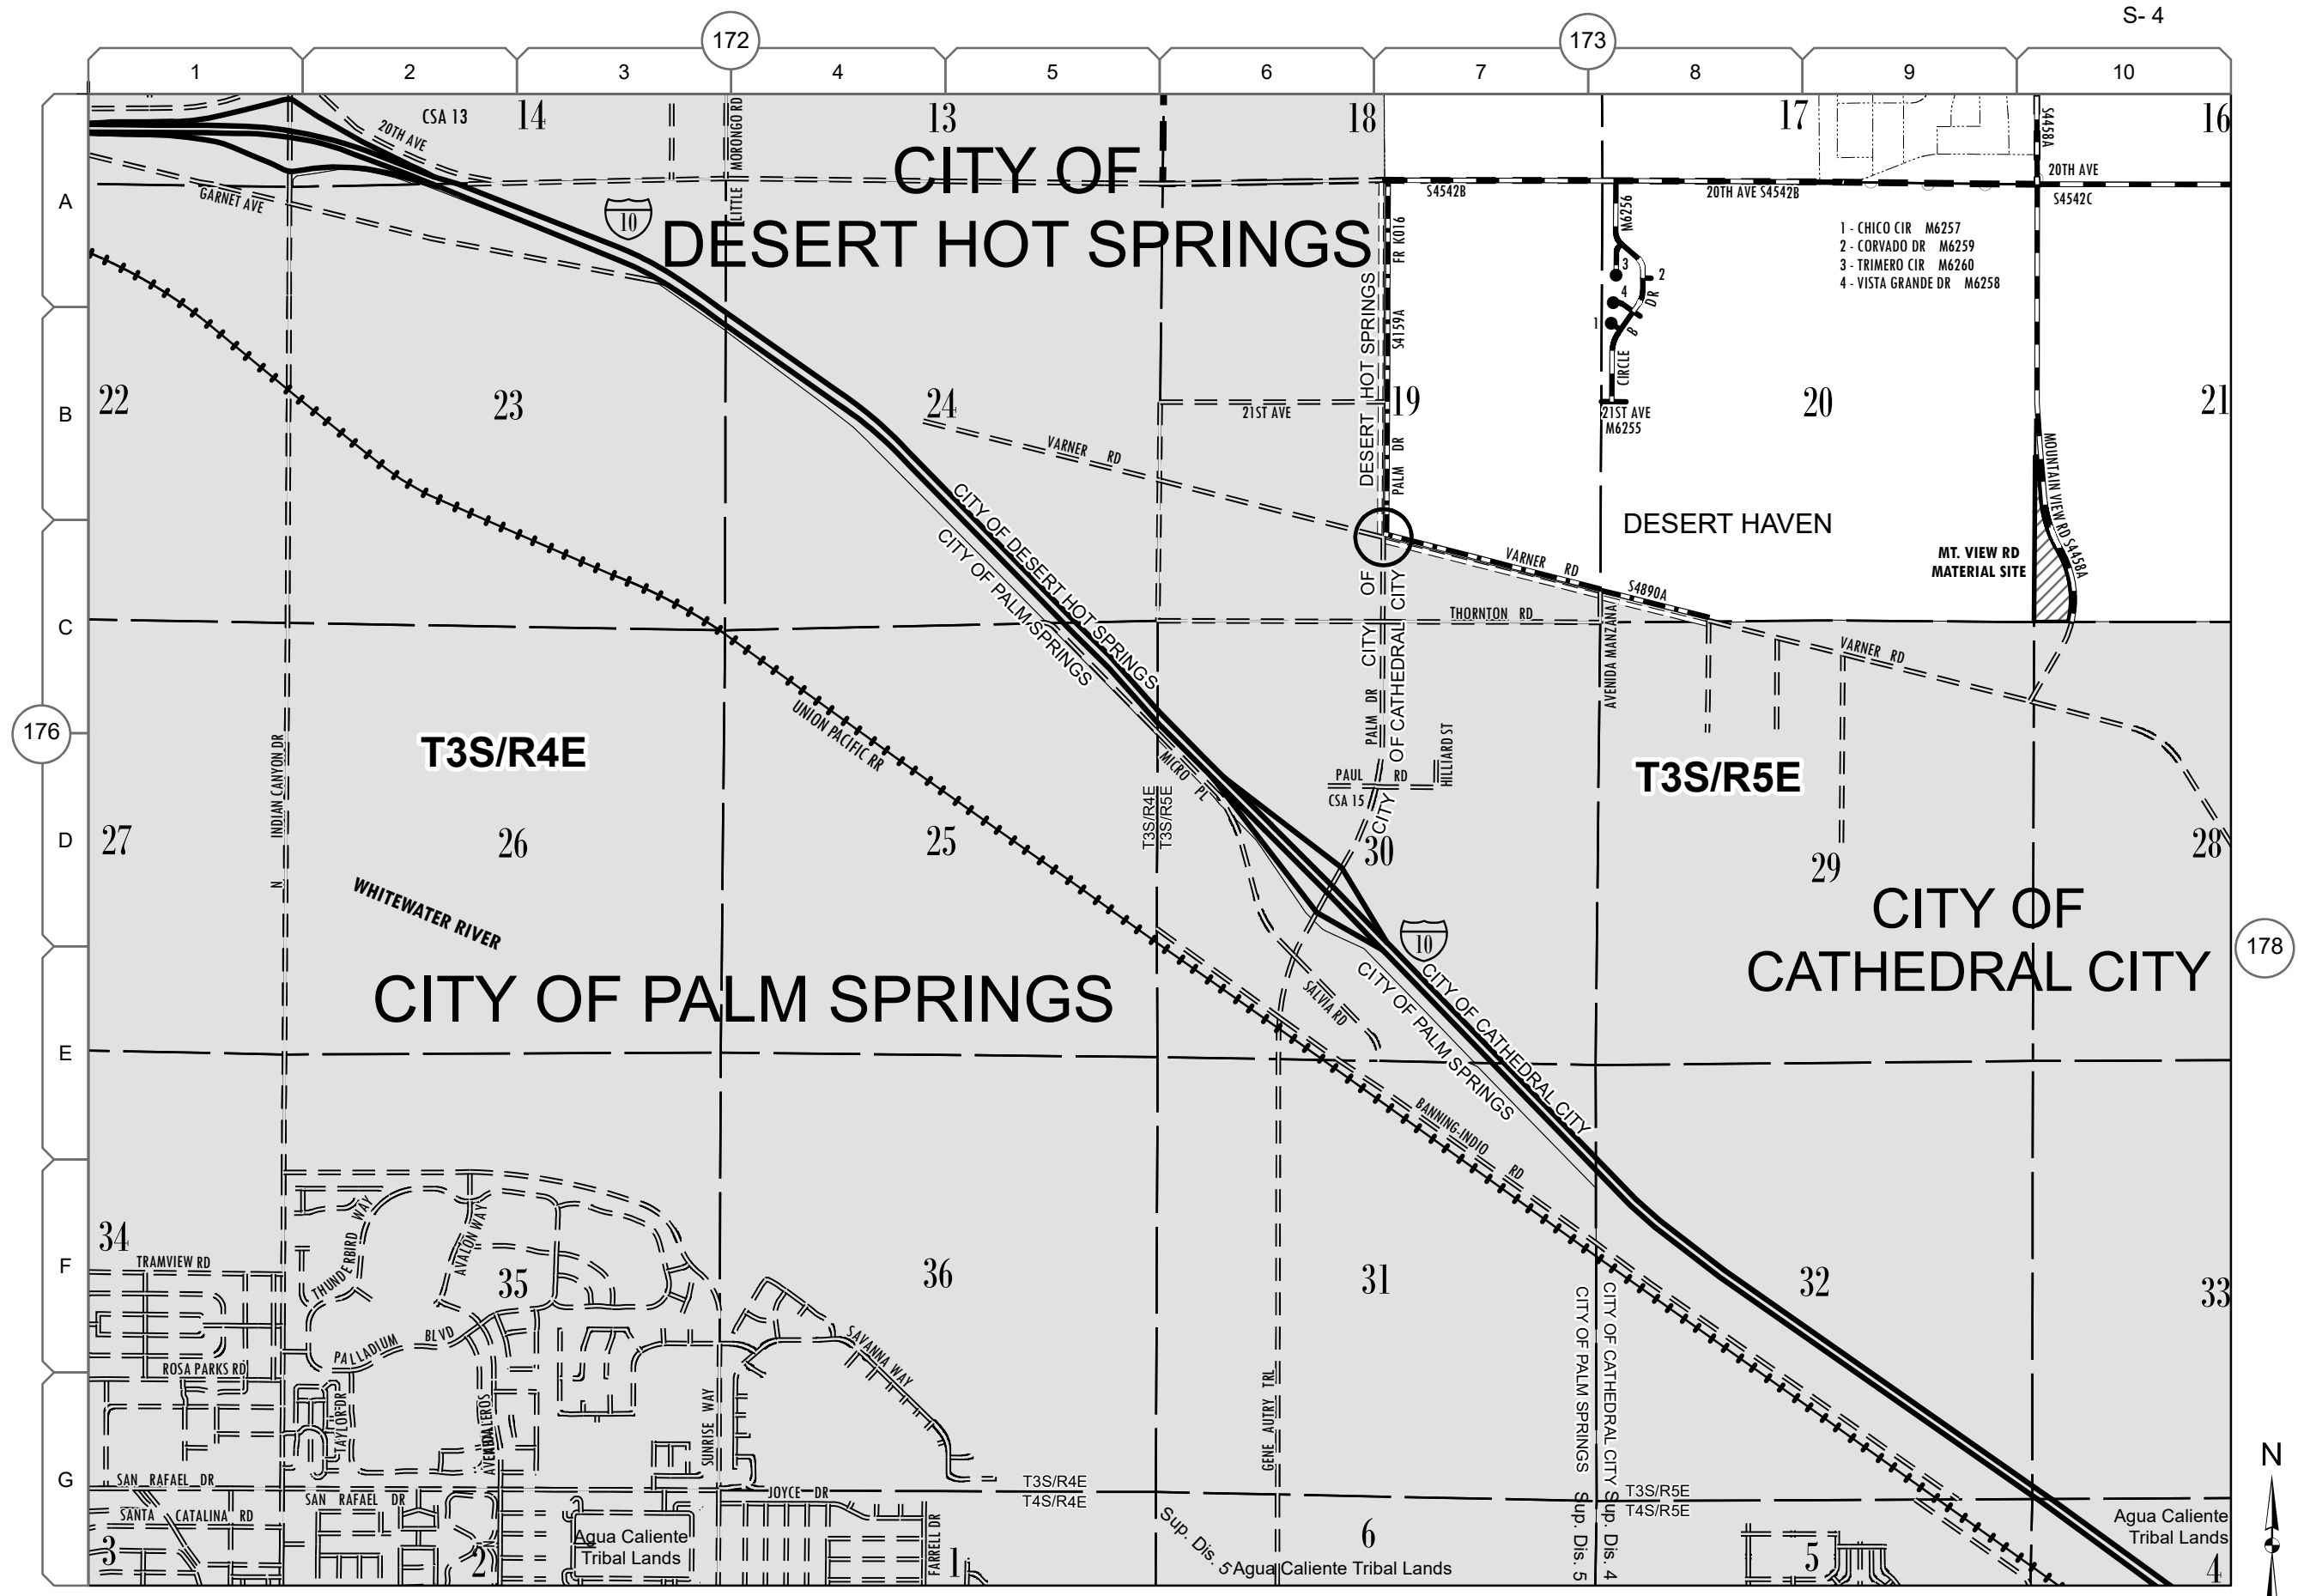 S- 4
172
173
1
2
3
4
5
6
7
8
9
10
A
B
C
D
E
F
G
176
178
CSA 13
14
13
18
17
16
20TH AVE
LITTLE MORONGO RD
CITY OF
DESERT HOT SPRINGS
GARNET AVE
10
S4542B
20TH AVE S4542B
20TH AVE
S4542C
S4458A
FR K016
M6256
1 - CHICO CIR M6257
2 - CORVADO DR M6259
3 - TRIMERO CIR M6260
4 - VISTA GRANDE DR M6258
3
2
4
1
B DR
CIRCLE
S4159A
DESERT HOT SPRINGS
PALM DR
22
23
24
19
20
21
21ST AVE
21ST AVE
M6255
VARNER RD
MOUNTAIN VIEW RD S4458A
DESERT HAVEN
MT. VIEW RD
MATERIAL SITE
VARNER RD
S4890A
CITY OF DESERT HOT SPRINGS
CITY OF PALM SPRINGS
CITY OF
CITY OF CATHEDRAL CITY
THORNTON RD
AVENIDA MANZANA
VARNER RD
PALM DR
UNION PACIFIC RR
T3S/R4E
INDIAN CANYON DR
N
MICRO PL
PAUL RD
HILLIARD ST
CSA 15
T3S/R5E
T3S/R4E
T3S/R5E
27
26
25
30
29
28
WHITEWATER RIVER
CITY OF
CATHEDRAL CITY
10
CITY OF PALM SPRINGS
SALVIA RD
CITY OF CATHEDRAL CITY
CITY OF PALM SPRINGS
BANNING-INDIO RD
34
35
36
31
32
33
TRAMVIEW RD
THUNDERBIRD WAY
AVALON WAY
PALLADIUM BLVD
ROSA PARKS RD
SAVANNA WAY
TAYLOR DR
SUNRISE WAY
GENE AUTRY TRL
CITY OF PALM SPRINGS Sup. Dis. 5
CITY OF CATHEDRAL CITY Sup. Dis. 4
SAN RAFAEL DR
SAN RAFAEL DR
JOYCE DR
T3S/R4E
T4S/R4E
T3S/R5E
T4S/R5E
SANTA CATALINA RD
FARRELL DR
Agua Caliente
Tribal Lands
Sup. Dis. 5
Agua Caliente Tribal Lands
Agua Caliente
Tribal Lands
3
2
1
6
5
4
N